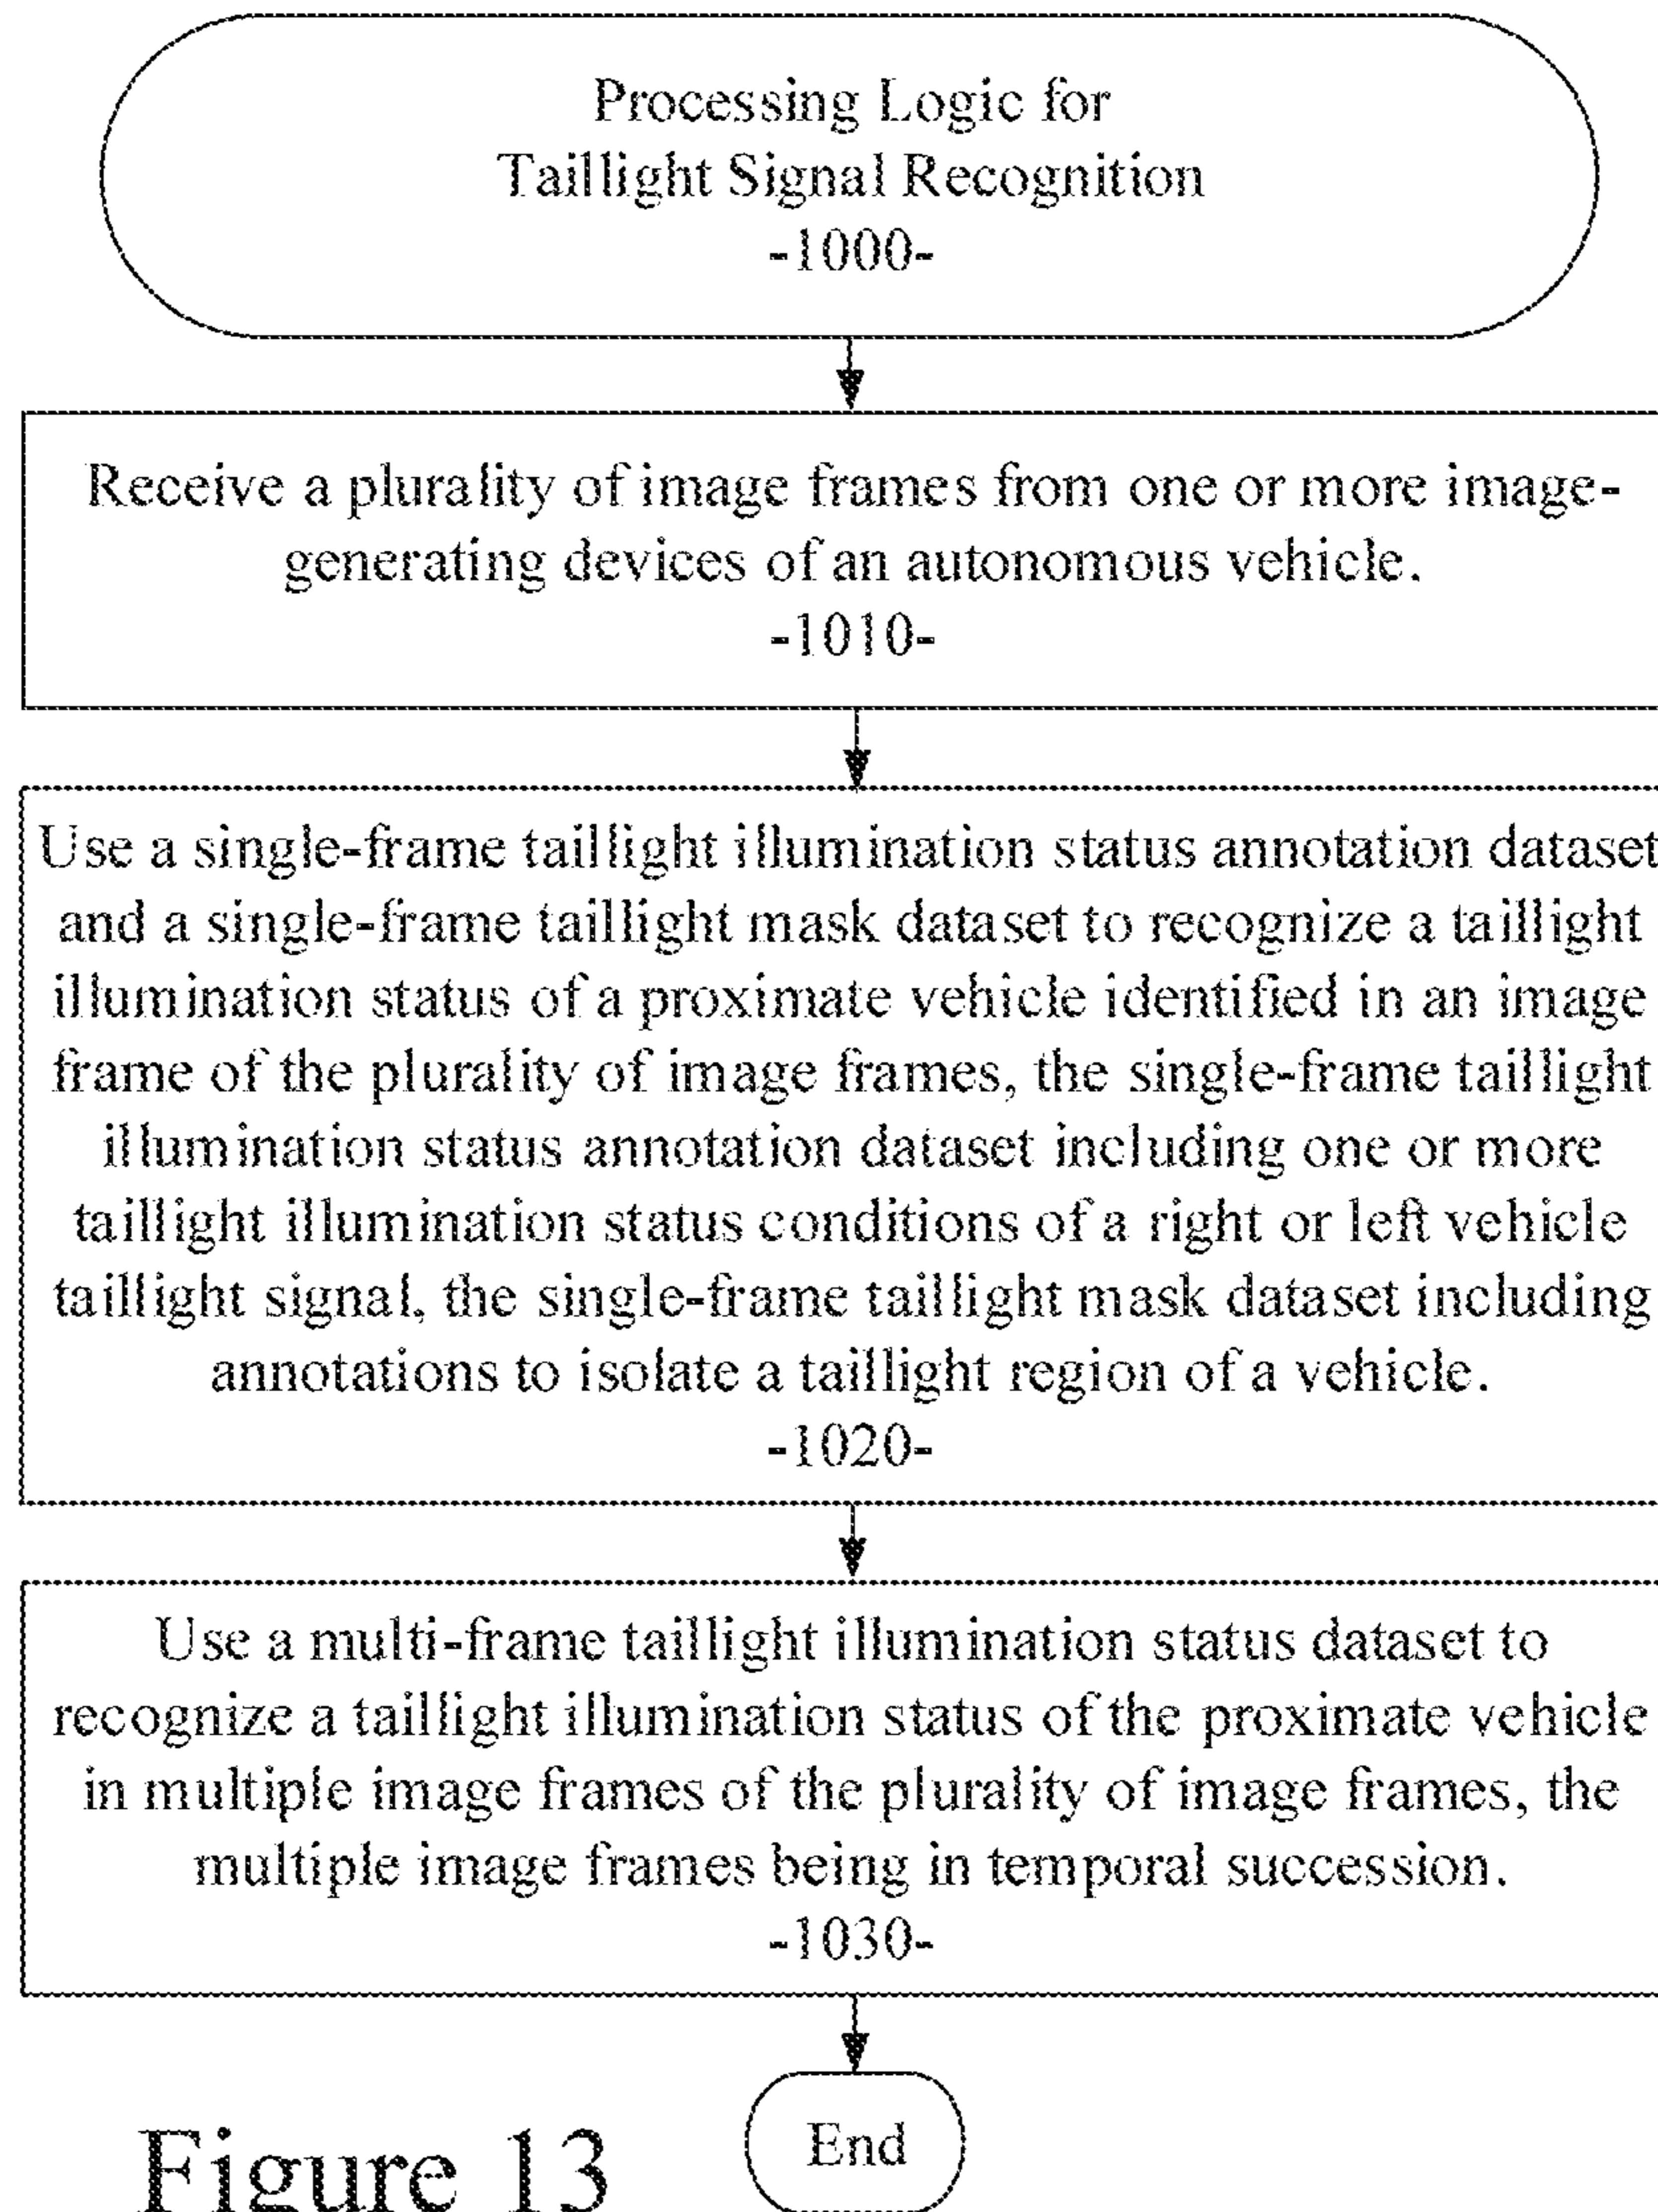 Processing Logic for
Taillight Signal Recognition
-1000-
Receive a plurality of image frames from one or more image-
generating devices of an autonomous vehicle.
-1010-
Use a single-frame taillight illumination status annotation dataset
and a single-frame taillight mask dataset to recognize a taillight
illumination status of a proximate vehicle identified in an image
frame of the plurality of image frames, the single-frame taillight
illumination status annotation dataset including one or more
taillight illumination status conditions of a right or left vehicle
taillight signal, the single-frame taillight mask dataset including
annotations to isolate a taillight region of a vehicle.
-1020-
Use a multi-frame taillight illumination status dataset to
recognize a taillight illumination status of the proximate vehicle
in multiple image frames of the plurality of image frames, the
multiple image frames being in temporal succession.
-1030-
End
Figure 13